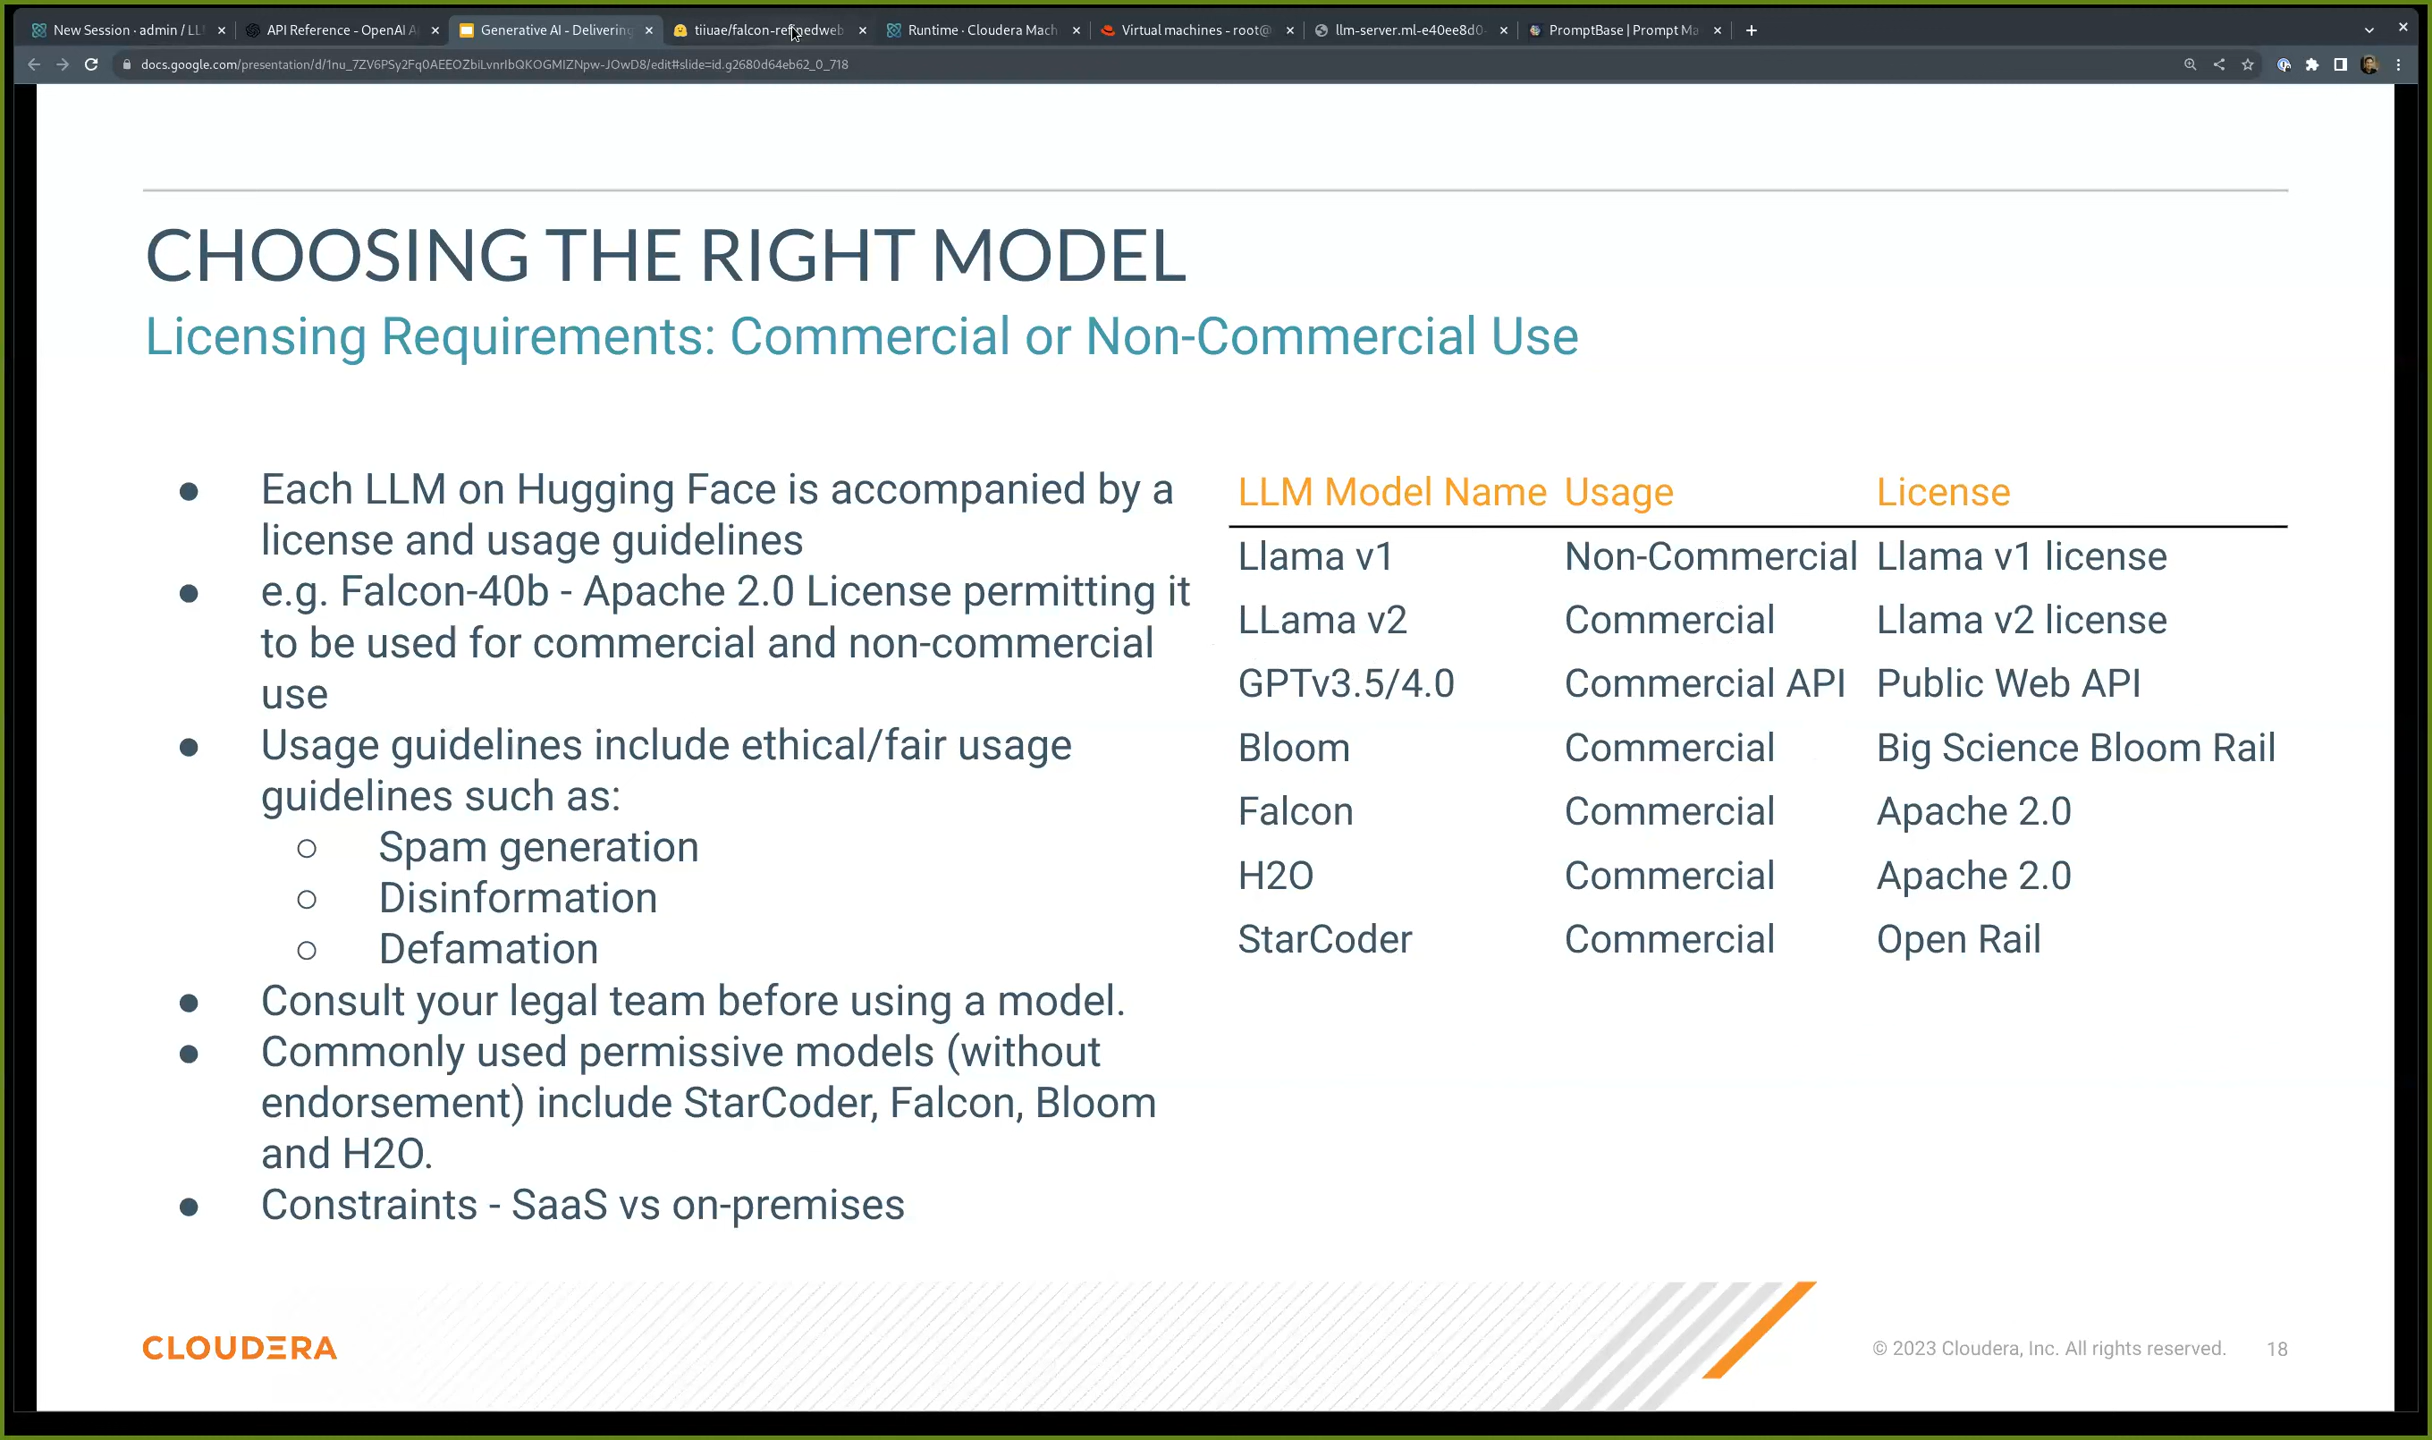 New Session · admin / LL
API Reference - OpenAI A
Generative AI - Delivering
tiiuae/falcon-refinedweb
Runtime · Cloudera Mach
Virtual machines - root@
llm-server.ml-e40ee8d0-
PromptBase | Prompt Ma
docs.google.com/presentation/d/1nu_7ZV6PSy2Fq0AEEOZbiLvnrIbQKOGMIZNpw-JOwD8/edit#slide=id.g2680d64eb62_0_718
CHOOSING THE RIGHT MODEL
Licensing Requirements: Commercial or Non-Commercial Use
● Each LLM on Hugging Face is accompanied by a
license and usage guidelines
● e.g. Falcon-40b - Apache 2.0 License permitting it
to be used for commercial and non-commercial
use
● Usage guidelines include ethical/fair usage
guidelines such as:
○ Spam generation
○ Disinformation
○ Defamation
● Consult your legal team before using a model.
● Commonly used permissive models (without
endorsement) include StarCoder, Falcon, Bloom
and H2O.
● Constraints - SaaS vs on-premises
LLM Model Name Usage License
Llama v1 Non-Commercial Llama v1 license
LLama v2 Commercial Llama v2 license
GPTv3.5/4.0 Commercial API Public Web API
Bloom Commercial Big Science Bloom Rail
Falcon Commercial Apache 2.0
H2O Commercial Apache 2.0
StarCoder Commercial Open Rail
CLOUDERA
© 2023 Cloudera, Inc. All rights reserved. 18